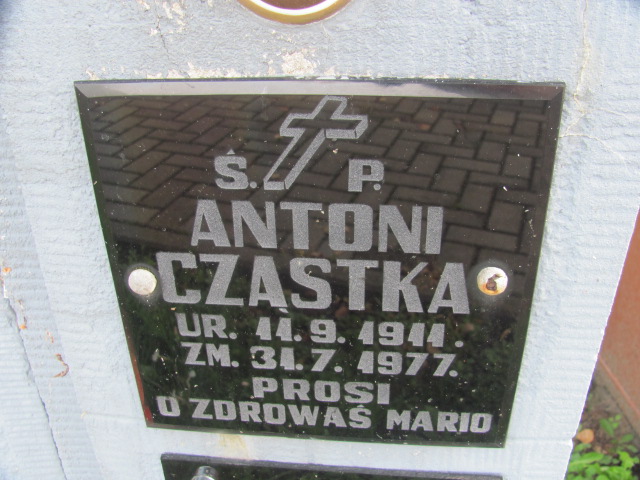 Ś. P.
ANTONI
CZĄSTKA
UR. 11.9.1911.
ZM. 31.7.1977.
PROSI
O ZDROWAŚ MARIO